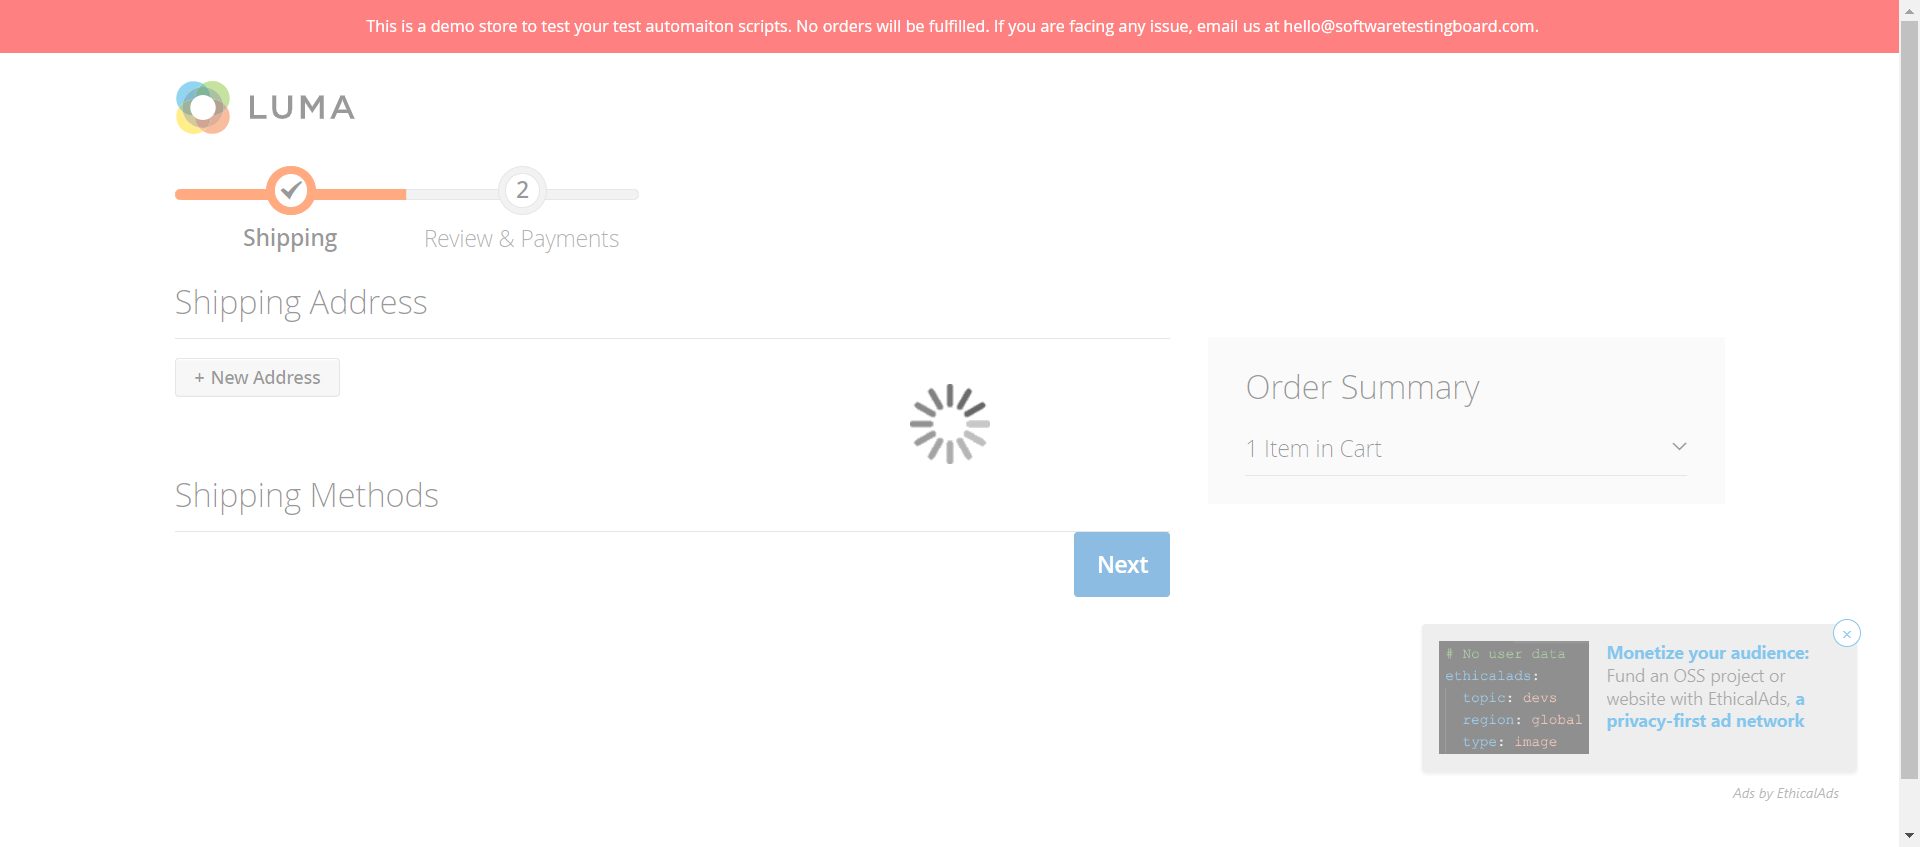 This is a demo store to test your test automaiton scripts. No orders will be fulfilled. If you are facing any issue, email us at hello@softwaretestingboard.com.
LUMA
2
Shipping
Review & Payments
Shipping Address
+ New Address
Order Summary
1 Item in Cart
Shipping Methods
Next
# No user data
ethicalads:
topic: devs
region: global
type: image
Monetize your audience:
Fund an OSS project or
website with EthicalAds, a
privacy-first ad network
×
Ads by EthicalAds